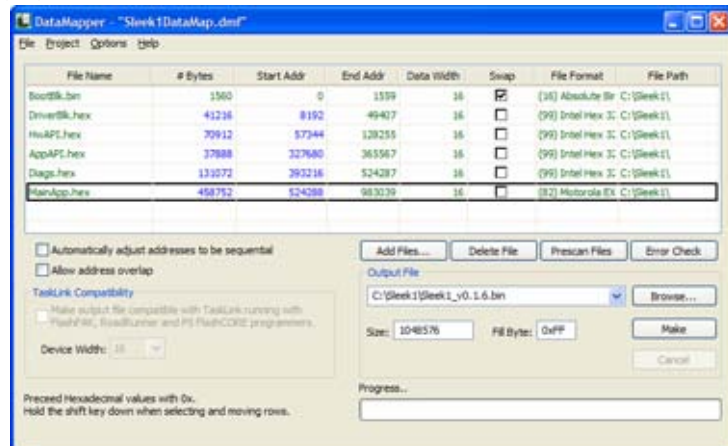 DataMapper - "Sleek1DataMap.dmf"
File Project Options Help
File Name # Bytes Start Addr End Addr Data Width Swap File Format File Path
BootBlk.bin 1560 0 1559 16 (16) Absolute Bir C:\Sleek1\
DriverBlk.hex 41216 8192 49407 16 (99) Intel Hex 32 C:\Sleek1\
HwAPI.hex 70912 57344 128255 16 (99) Intel Hex 32 C:\Sleek1\
AppAPI.hex 37888 327680 365567 16 (99) Intel Hex 32 C:\Sleek1\
Diags.hex 131072 393216 524287 16 (99) Intel Hex 32 C:\Sleek1\
MainApp.hex 458752 524288 983039 16 (82) Motorola EX C:\Sleek1\
Automatically adjust addresses to be sequential
Allow address overlap
Add Files... Delete File Prescan Files Error Check
TaskLink Compatibility
Make output file compatible with TaskLink running with
FlashPAK, RoadRunner and PS FlashCORE programmers.
Device Width: 16
Output File
C:\Sleek1\Sleek1_v0.1.6.bin Browse...
Size: 1048576 Fill Byte: 0xFF Make
Cancel
Preceed Hexadecimal values with 0x.
Hold the shift key down when selecting and moving rows.
Progress..